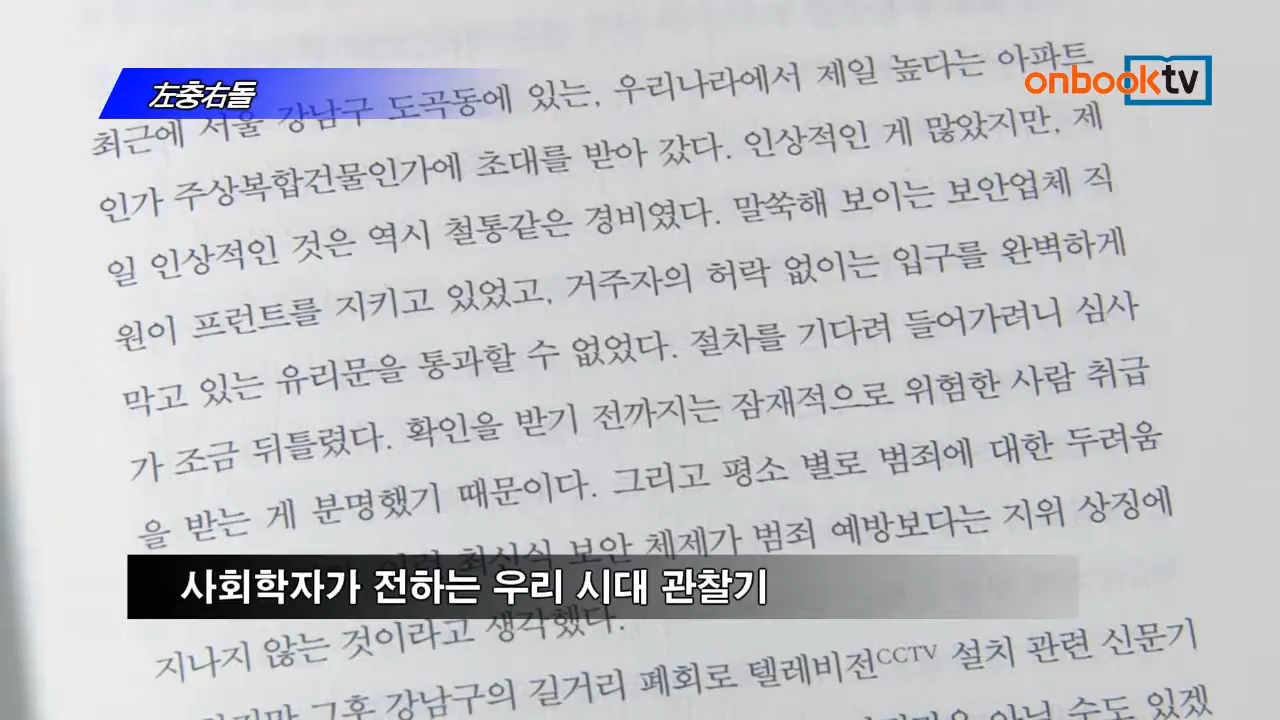 左충右돌
onbooktv
최근에 서울 강남구 도곡동에 있는, 우리나라에서 제일 높다는 아파트
인가 주상복합건물인가에 초대를 받아 갔다. 인상적인 게 많았지만, 제
일 인상적인 것은 역시 철통같은 경비였다. 말쑥해 보이는 보안업체 직
원이 프런트를 지키고 있었고, 거주자의 허락 없이는 입구를 완벽하게
막고 있는 유리문을 통과할 수 없었다. 절차를 기다려 들어가려니 심사
가 조금 뒤틀렸다. 확인을 받기 전까지는 잠재적으로 위험한 사람 취급
을 받는 게 분명했기 때문이다. 그리고 평소 별로 범죄에 대한 두려움
최신식 보안 체제가 범죄 예방보다는 지위 상징에
사회학자가 전하는 우리 시대 관찰기
지나지 않는 것이라고 생각했다.
그후 강남구의 길거리 폐회로 텔레비전CCTV 설치 관련 신문기
아닐 수도 있겠